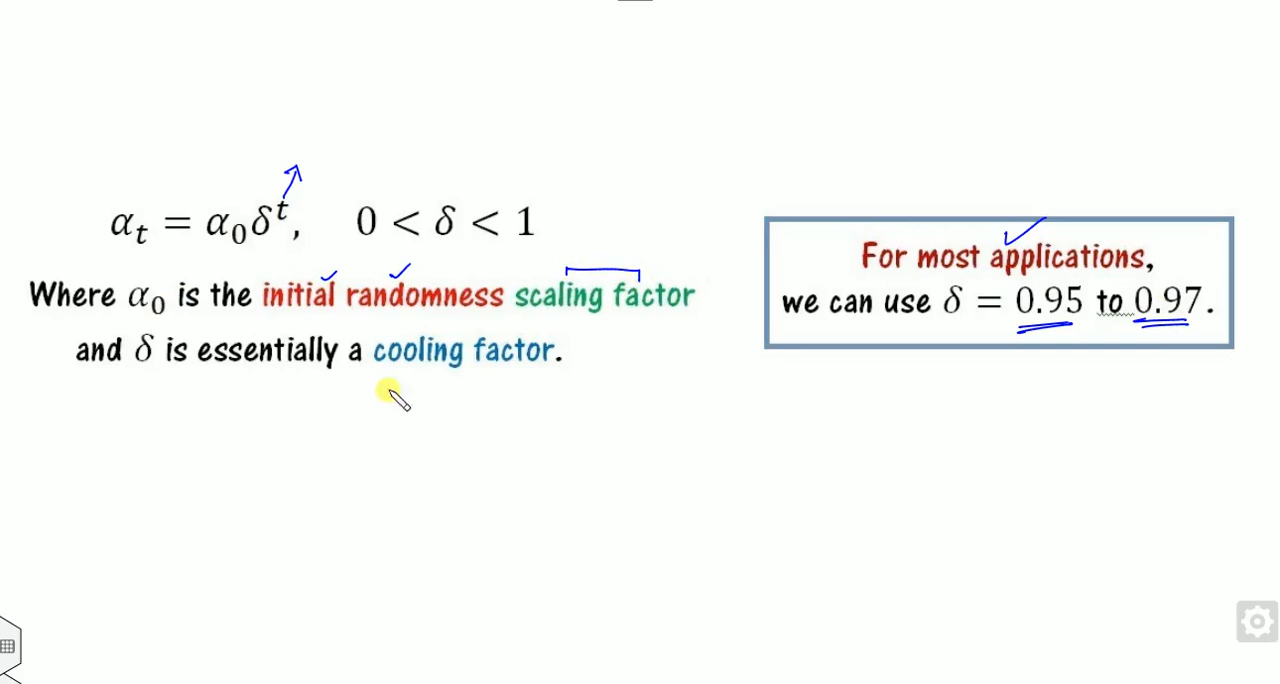 αₜ = α₀δᵗ, 0 < δ < 1
Where α₀ is the initial randomness scaling factor
and δ is essentially a cooling factor.
For most applications,
we can use δ = 0.95 to 0.97.